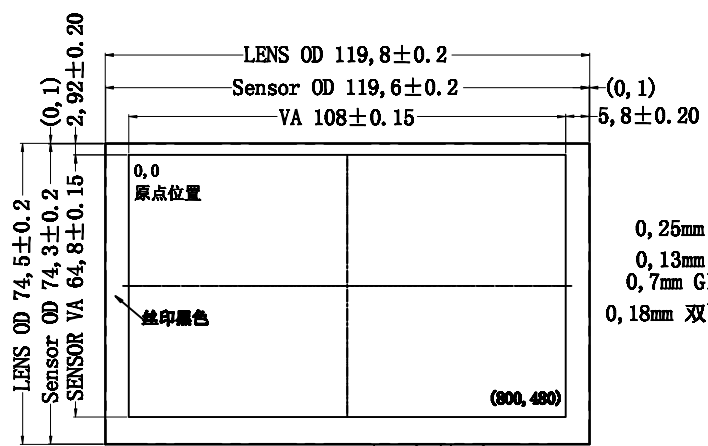 LENS OD 119,8±0.2
Sensor OD 119,6±0.2
(0,1)
VA 108±0.15
5,8±0.20
(0,1)
2,92±0.20
LENS OD 74,5±0.2
Sensor OD 74,3±0.2
SENSOR VA 64,8±0.15
0,0
原点位置
丝印黑色
(800,480)
0,25mm
0,13mm
0,7mm G
0,18mm 双